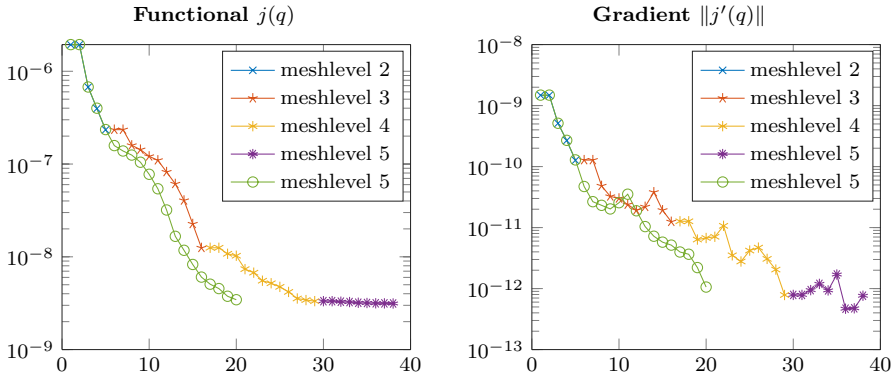 Functional j(q)
10^{-6}
10^{-7}
10^{-8}
10^{-9}
0
10
20
30
40
meshlevel 2
meshlevel 3
meshlevel 4
meshlevel 5
meshlevel 5
Gradient ‖j′(q)‖
10^{-8}
10^{-9}
10^{-10}
10^{-11}
10^{-12}
10^{-13}
0
10
20
30
40
meshlevel 2
meshlevel 3
meshlevel 4
meshlevel 5
meshlevel 5